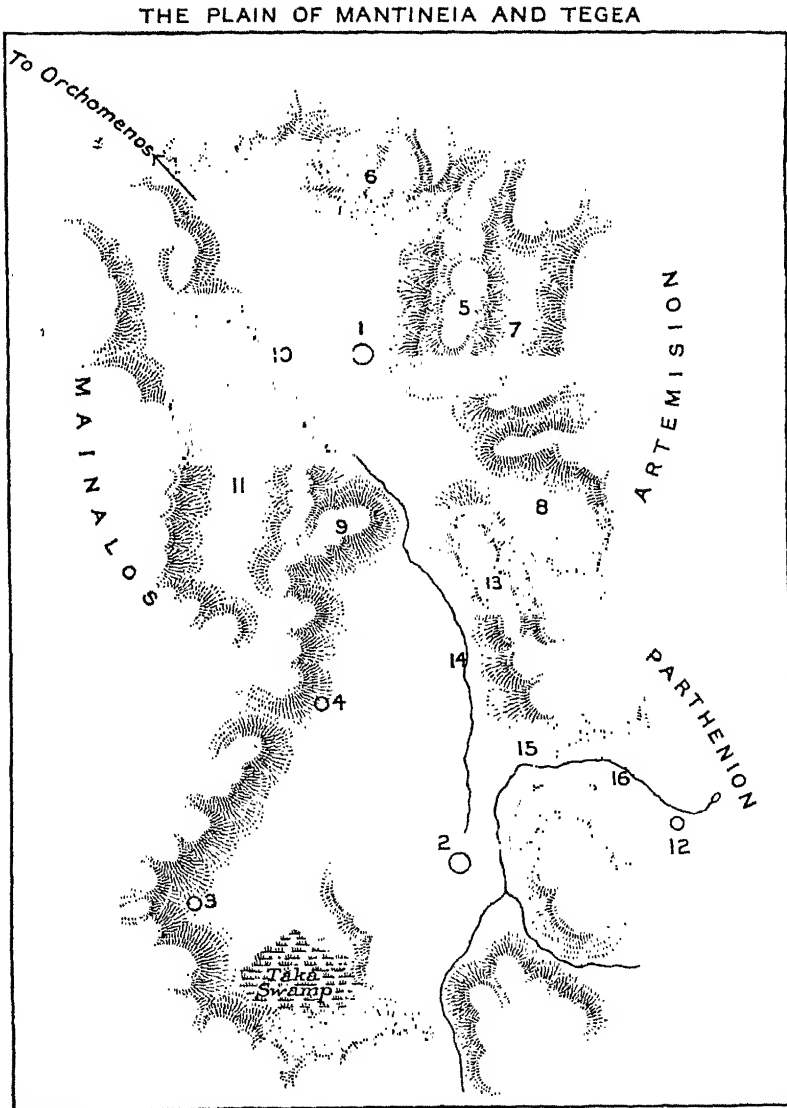 THE PLAIN OF MANTINEIA AND TEGEA
To Orchomenos
6
5
7
1
10
ARTEMISION
MAINALOS
11
9
8
13
14
4
PARTHENION
15
16
2
12
3
Taka
Swamp